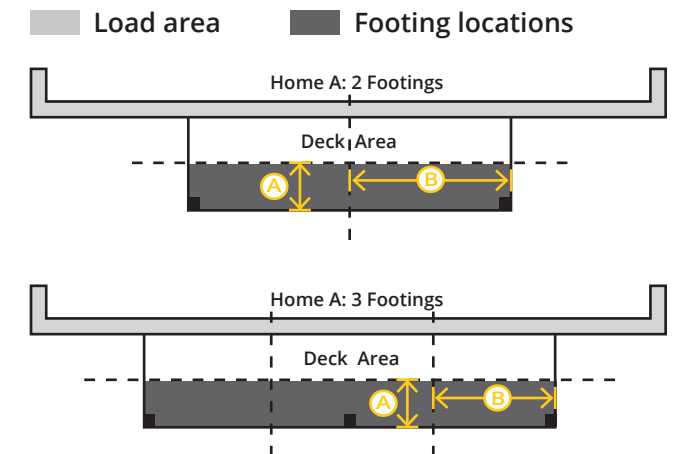 Load area
Footing locations
Home A: 2 Footings
Deck Area
A
B
Home A: 3 Footings
Deck Area
A
B